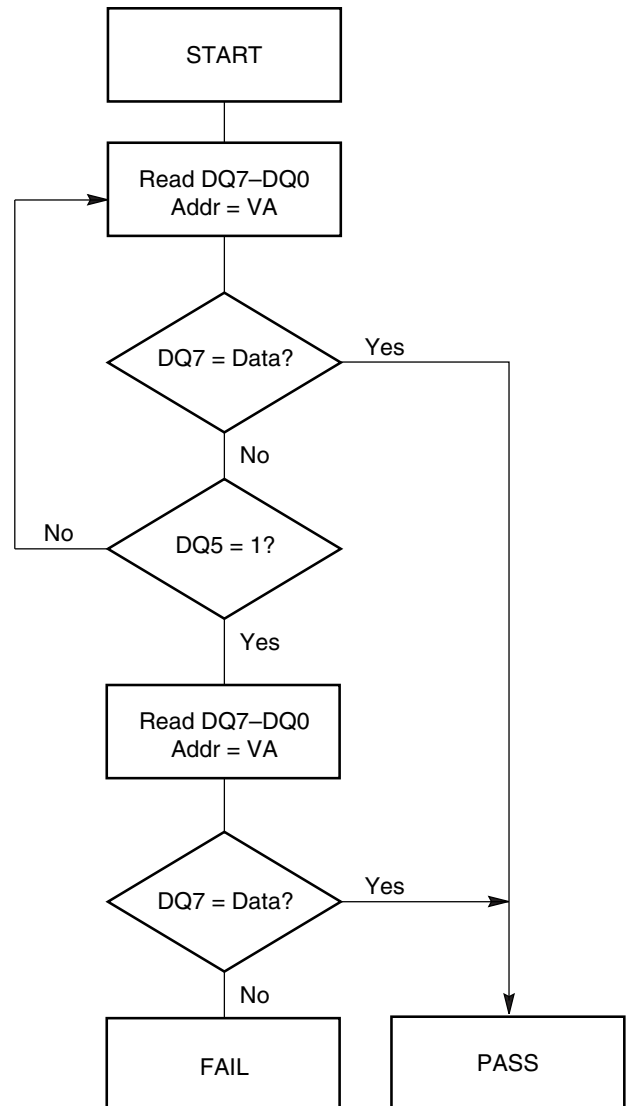 START
Read DQ7–DQ0
Addr = VA
DQ7 = Data?
Yes
No
No
DQ5 = 1?
Yes
Read DQ7–DQ0
Addr = VA
DQ7 = Data?
Yes
No
FAIL
PASS